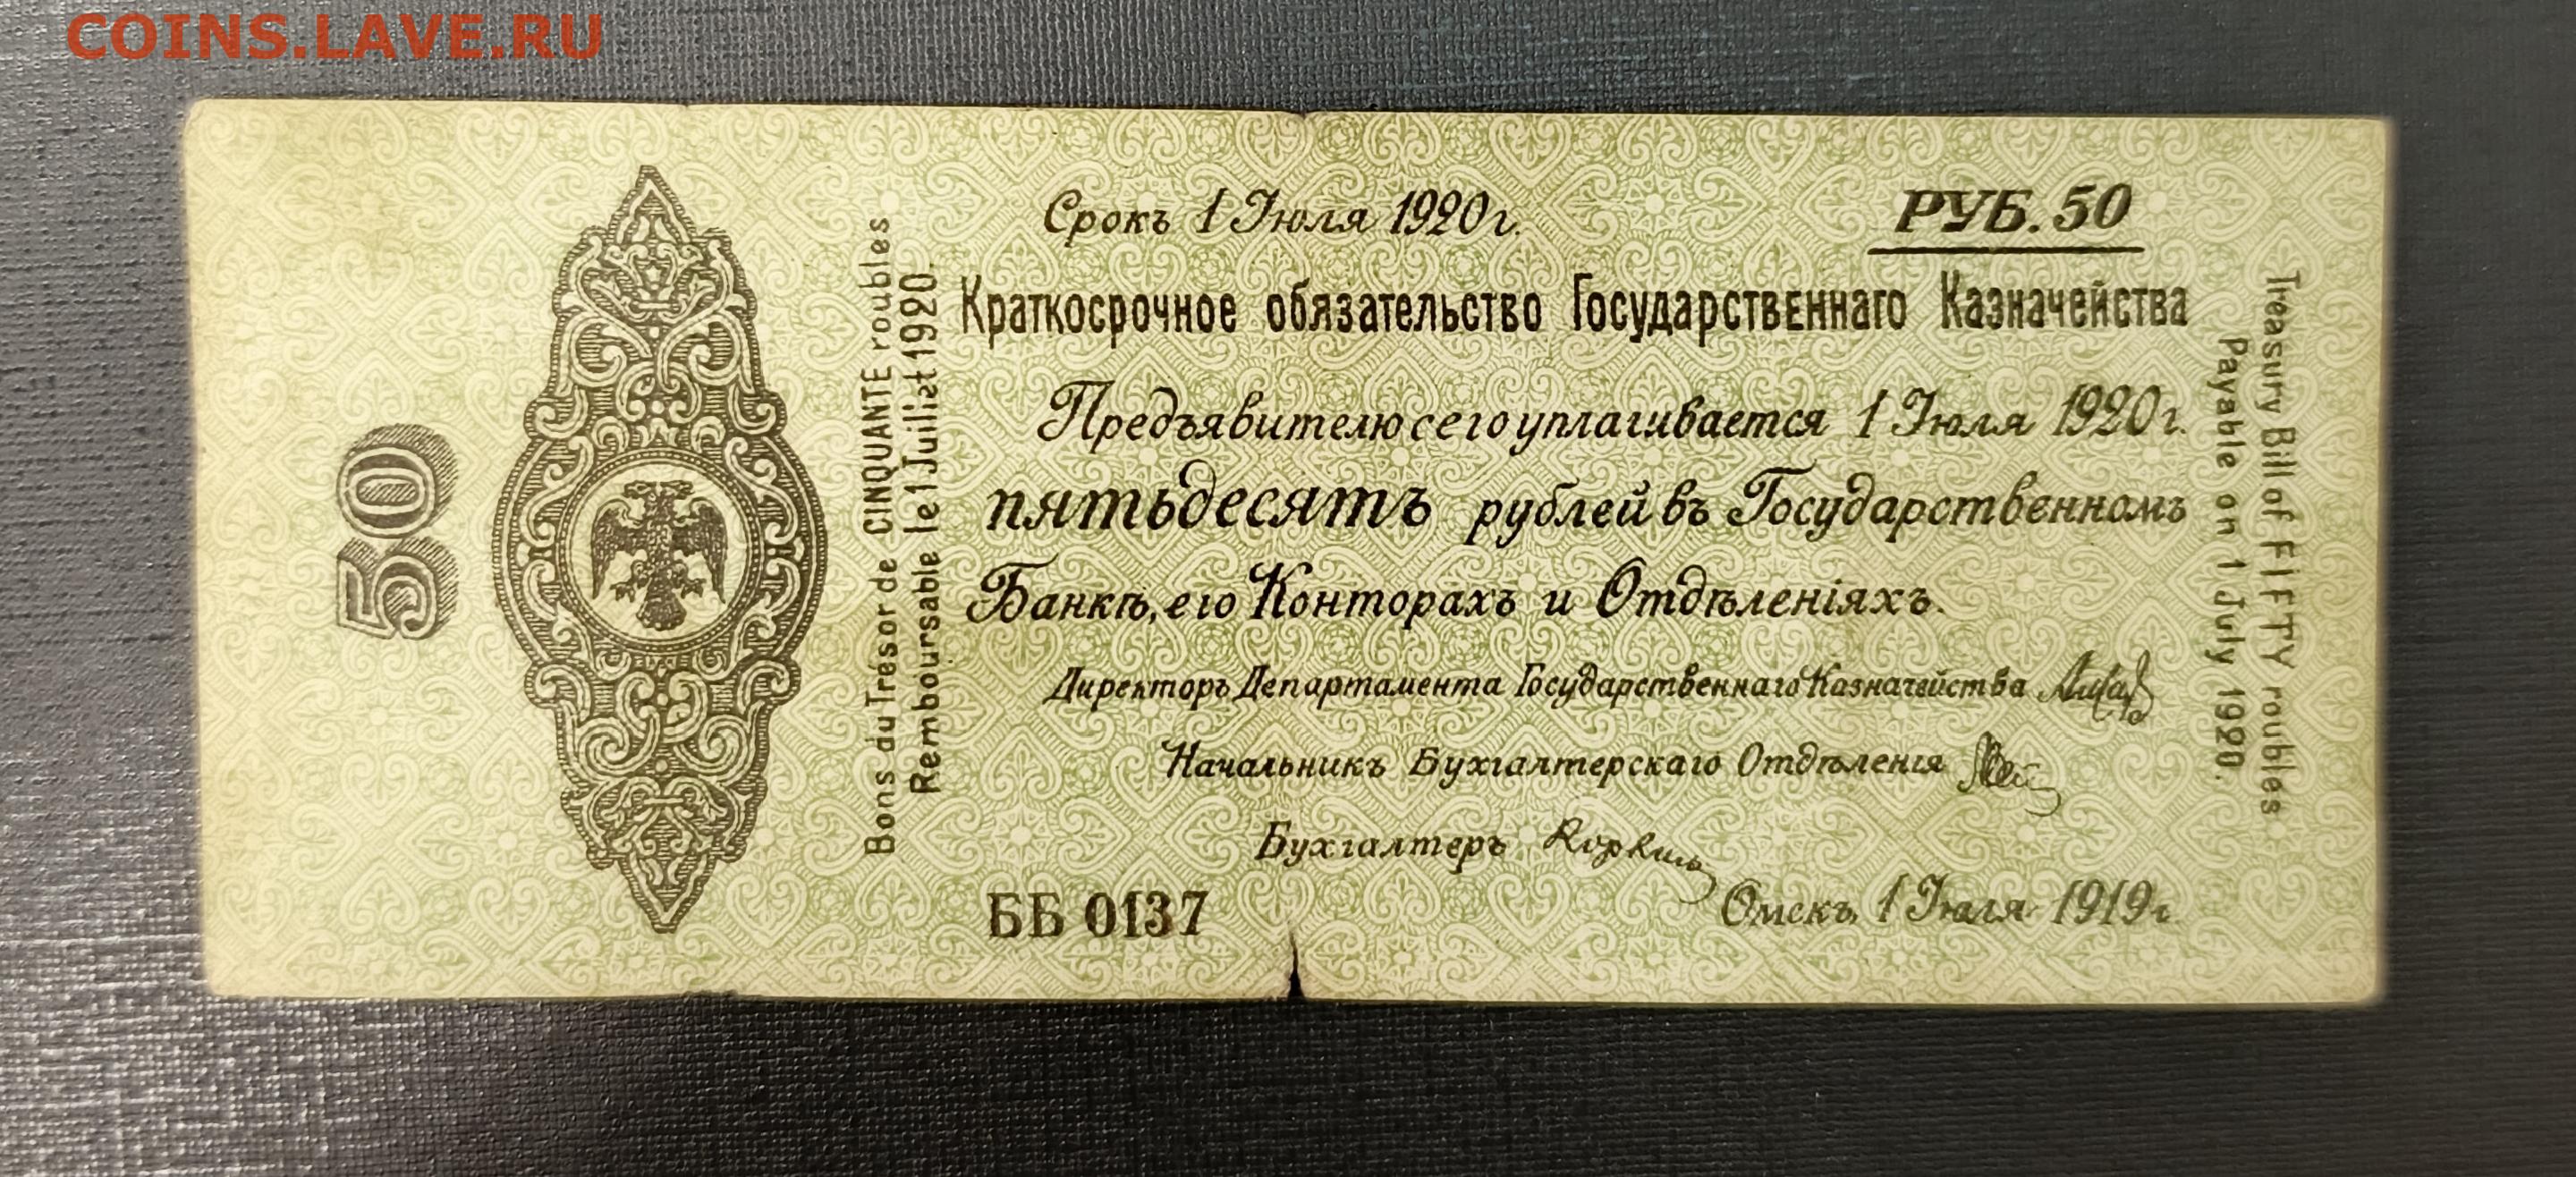 COINS.LAVE.RU
50
Bons du Trésor de CINQUANTE roubles
Remboursable le 1 Juillet 1920.
Срокъ 1 Июля 1920 г.
РУБ. 50
Краткосрочное обязательство Государственнаго Казначейства
Предъявителю сего уплачивается 1 Июля 1920 г.
пятьдесятъ рублей въ Государственномъ
Банкѣ, его Конторахъ и Отдѣленіяхъ.
Директоръ Департамента Государственнаго Казначейства
Начальникъ Бухгалтерскаго Отдѣленія
Бухгалтеръ
ББ 0137
Омскъ, 1 Июля 1919 г.
Treasury Bill of FIFTY roubles
Payable on 1 July 1920.